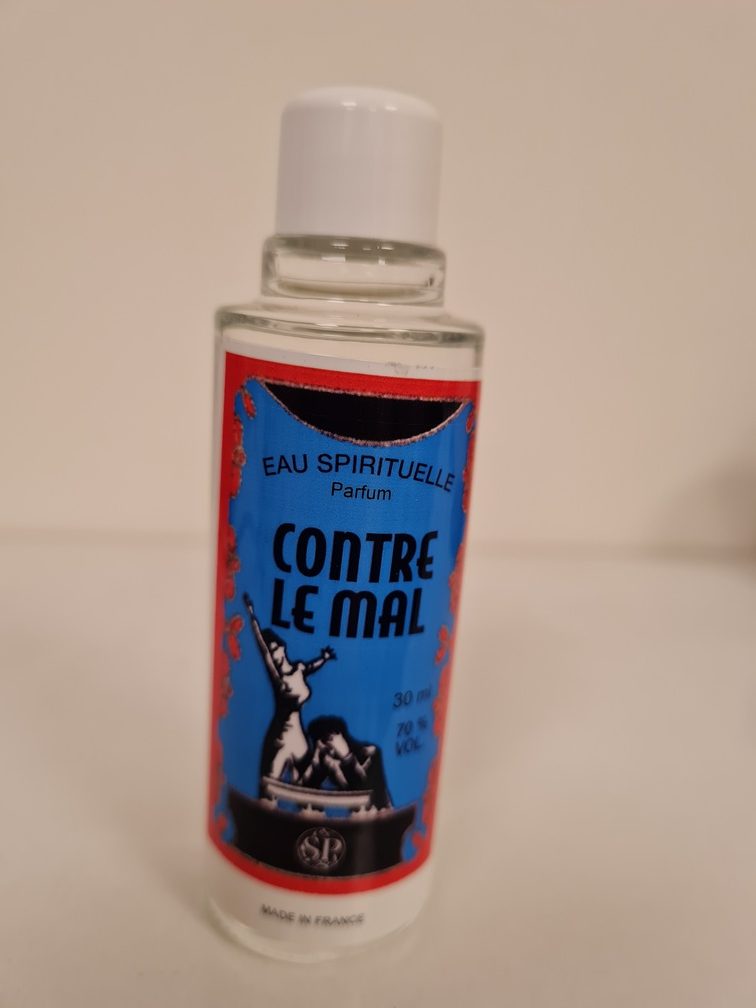 EAU SPIRITUELLE
Parfum
CONTRE
LE MAL
30 ml
70 %
VOL.
SP
MADE IN FRANCE